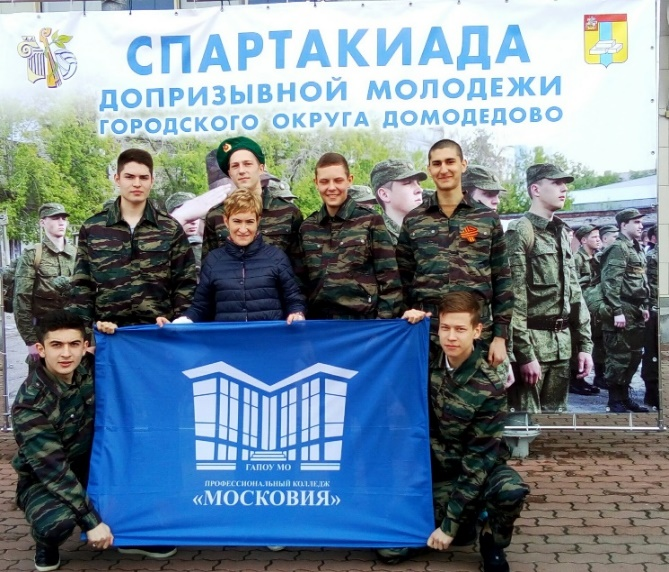 СПАРТАКИАДА
ДОПРИЗЫВНОЙ МОЛОДЕЖИ
ГОРОДСКОГО ОКРУГА ДОМОДЕДОВО
ГАПОУ МО
ПРОФЕССИОНАЛЬНЫЙ КОЛЛЕДЖ
«МОСКОВИЯ»